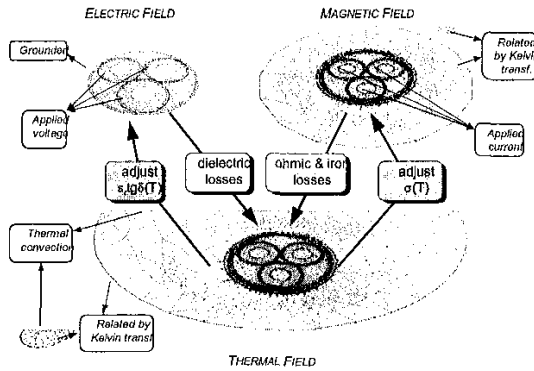 ELECTRIC FIELD
MAGNETIC FIELD
Grounded
Related
by Kelvin
transf.
Applied
voltage
Applied
current
adjust
ε,tgδ(T)
dielectric
losses
ohmic & iron
losses
adjust
σ(T)
Thermal
convection
Related by
Kelvin transf
THERMAL FIELD